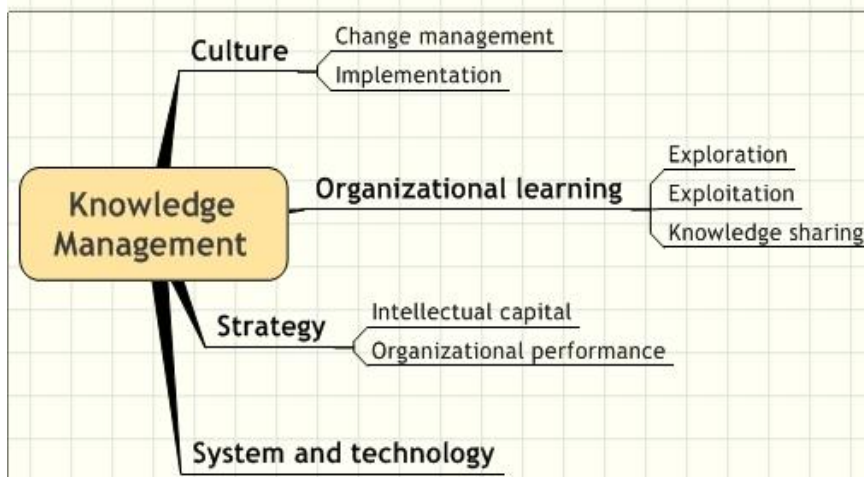 Culture
Change management
Implementation
Knowledge
Management
Organizational learning
Exploration
Exploitation
Knowledge sharing
Strategy
Intellectual capital
Organizational performance
System and technology